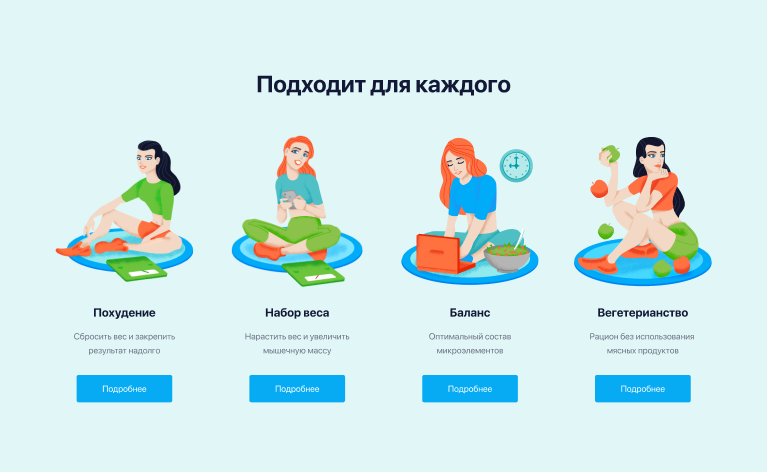 Подходит для каждого
Похудение
Сбросить вес и закрепить
результат надолго
Подробнее
Набор веса
Нарастить вес и увеличить
мышечную массу
Подробнее
Баланс
Оптимальный состав
микроэлементов
Подробнее
Вегетерианство
Рацион без использования
мясных продуктов
Подробнее